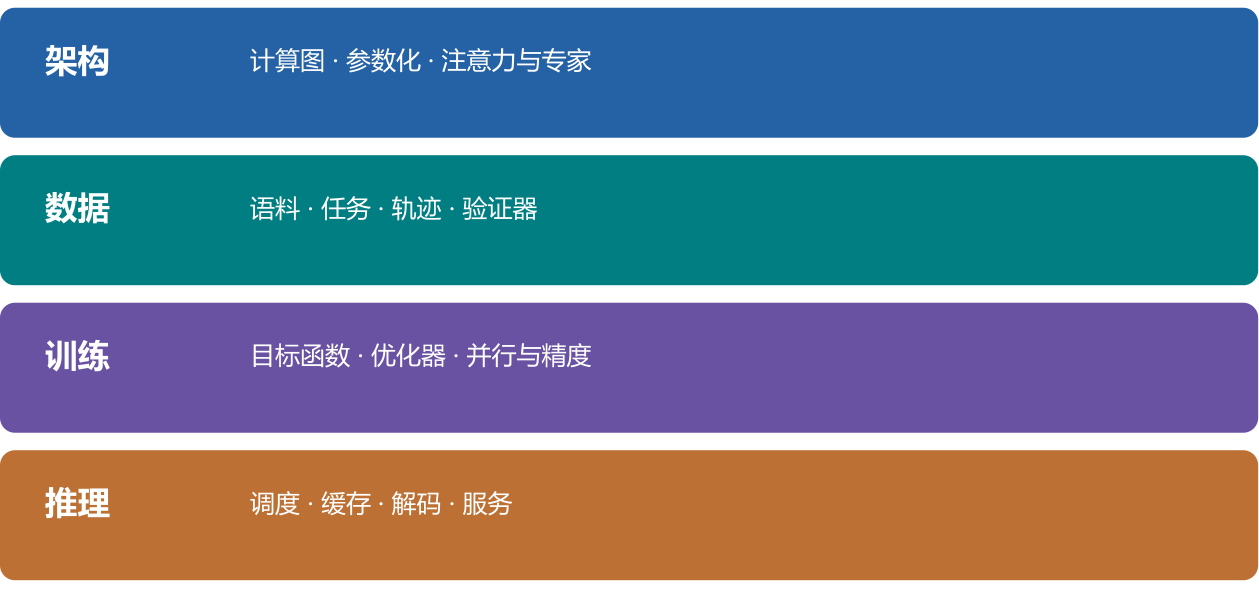 架构
计算图 · 参数化 · 注意力与专家
数据
语料 · 任务 · 轨迹 · 验证器
训练
目标函数 · 优化器 · 并行与精度
推理
调度 · 缓存 · 解码 · 服务